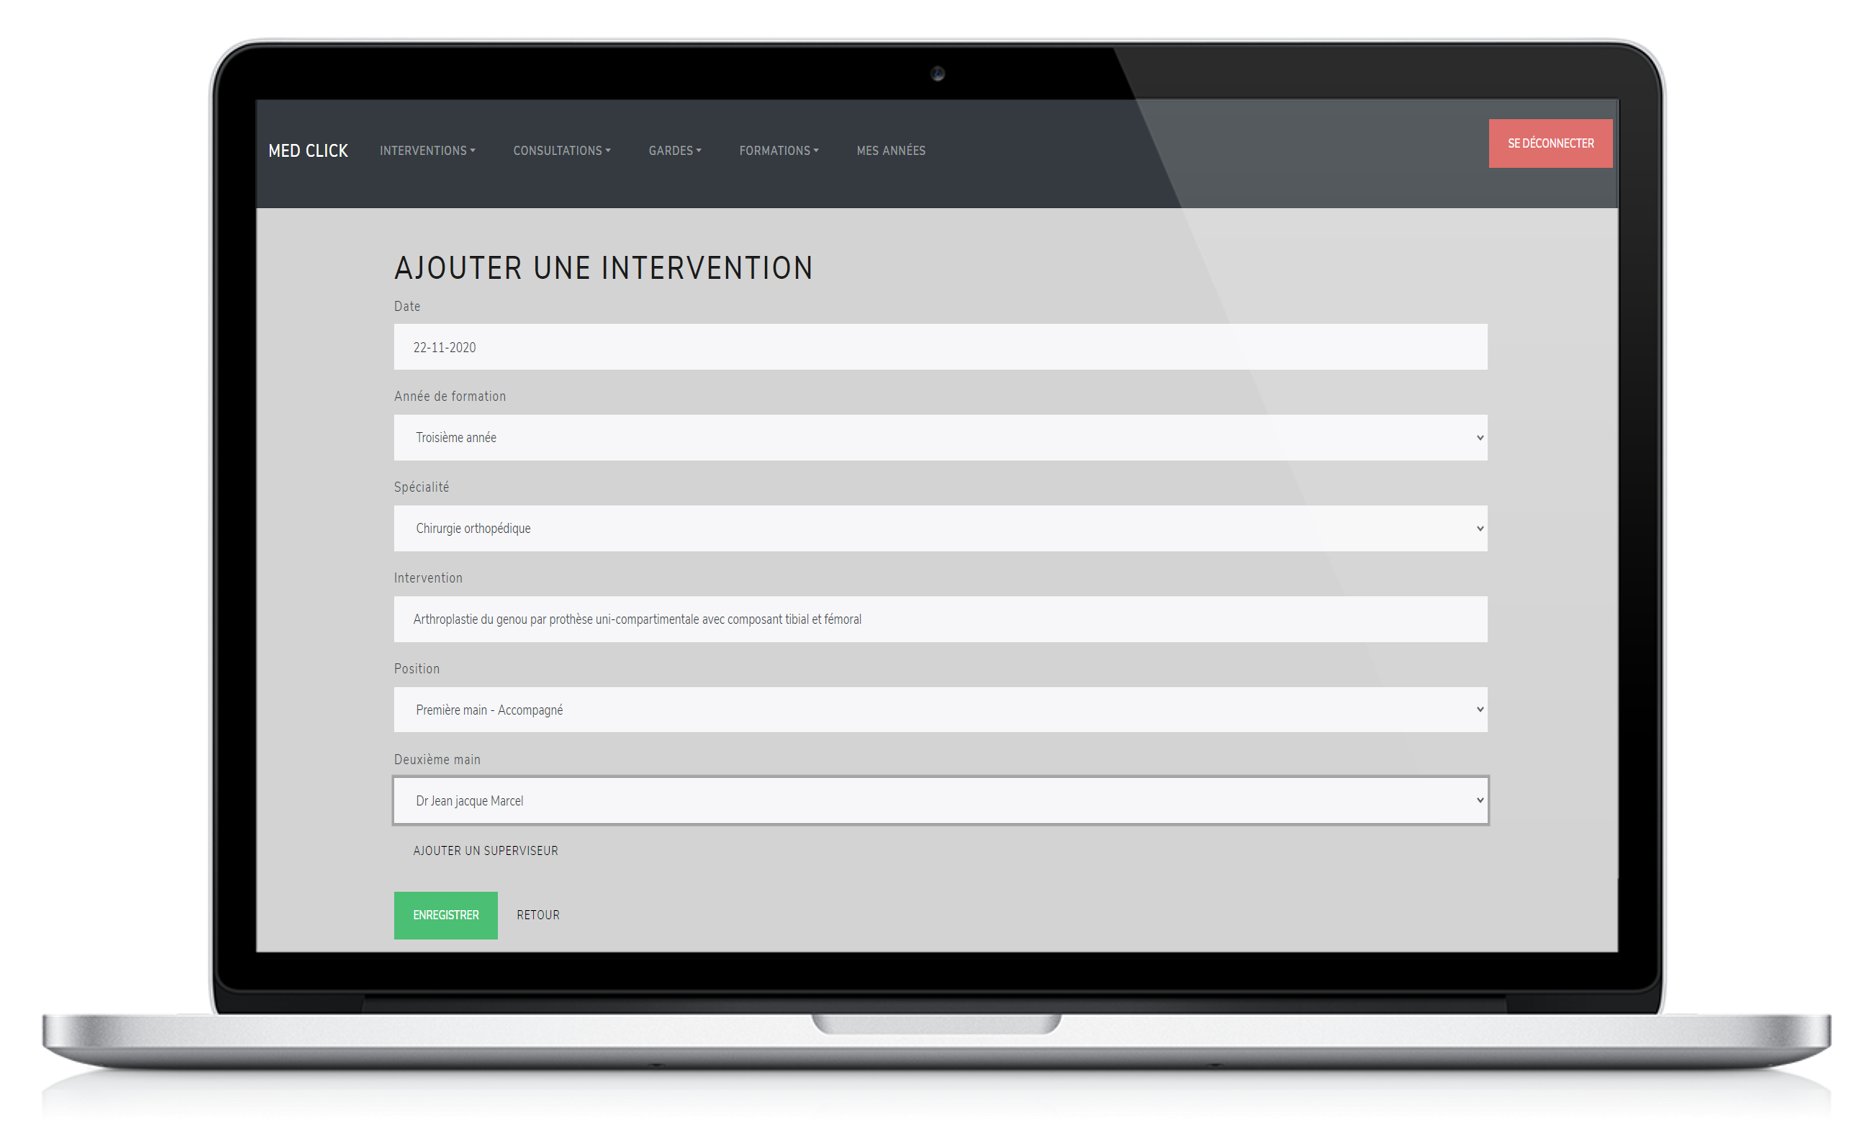 MED CLICK INTERVENTIONS CONSULTATIONS GARDES FORMATIONS MES ANNÉES SE DÉCONNECTER
AJOUTER UNE INTERVENTION
Date
22-11-2020
Année de formation
Troisième année
Spécialité
Chirurgie orthopédique
Intervention
Arthroplastie du genou par prothèse uni-compartimentale avec composant tibial et fémoral
Position
Première main - Accompagné
Deuxième main
Dr Jean jacque Marcel
AJOUTER UN SUPERVISEUR
ENREGISTRER RETOUR